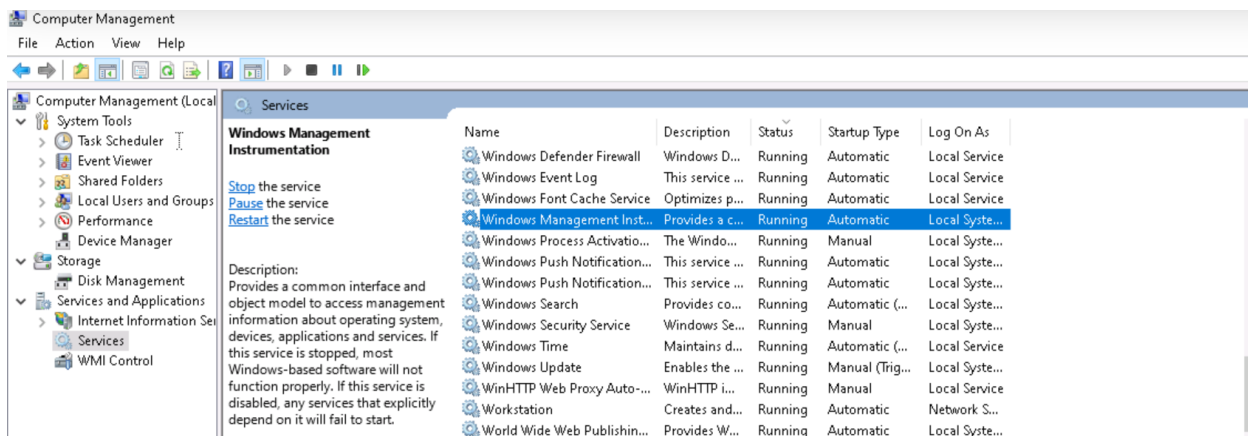 Computer Management
File Action View Help
Computer Management (Local
System Tools
Task Scheduler
Event Viewer
Shared Folders
Local Users and Groups
Performance
Device Manager
Storage
Disk Management
Services and Applications
Internet Information Ser
Services
WMI Control
Services
Windows Management
Instrumentation
Stop the service
Pause the service
Restart the service
Description:
Provides a common interface and
object model to access management
information about operating system,
devices, applications and services. If
this service is stopped, most
Windows-based software will not
function properly. If this service is
disabled, any services that explicitly
depend on it will fail to start.
Name Description Status Startup Type Log On As
Windows Defender Firewall Windows D... Running Automatic Local Service
Windows Event Log This service ... Running Automatic Local Service
Windows Font Cache Service Optimizes p... Running Automatic Local Service
Windows Management Inst... Provides a c... Running Automatic Local Syste...
Windows Process Activatio... The Windo... Running Manual Local Syste...
Windows Push Notification... This service ... Running Automatic Local Syste...
Windows Push Notification... This service ... Running Automatic Local Syste...
Windows Search Provides co... Running Automatic (... Local Syste...
Windows Security Service Windows Se... Running Manual Local Syste...
Windows Time Maintains d... Running Automatic (... Local Service
Windows Update Enables the ... Running Manual (Trig... Local Syste...
WinHTTP Web Proxy Auto-... WinHTTP i... Running Manual Local Service
Workstation Creates and... Running Automatic Network S...
World Wide Web Publishin... Provides W... Running Automatic Local Syste...